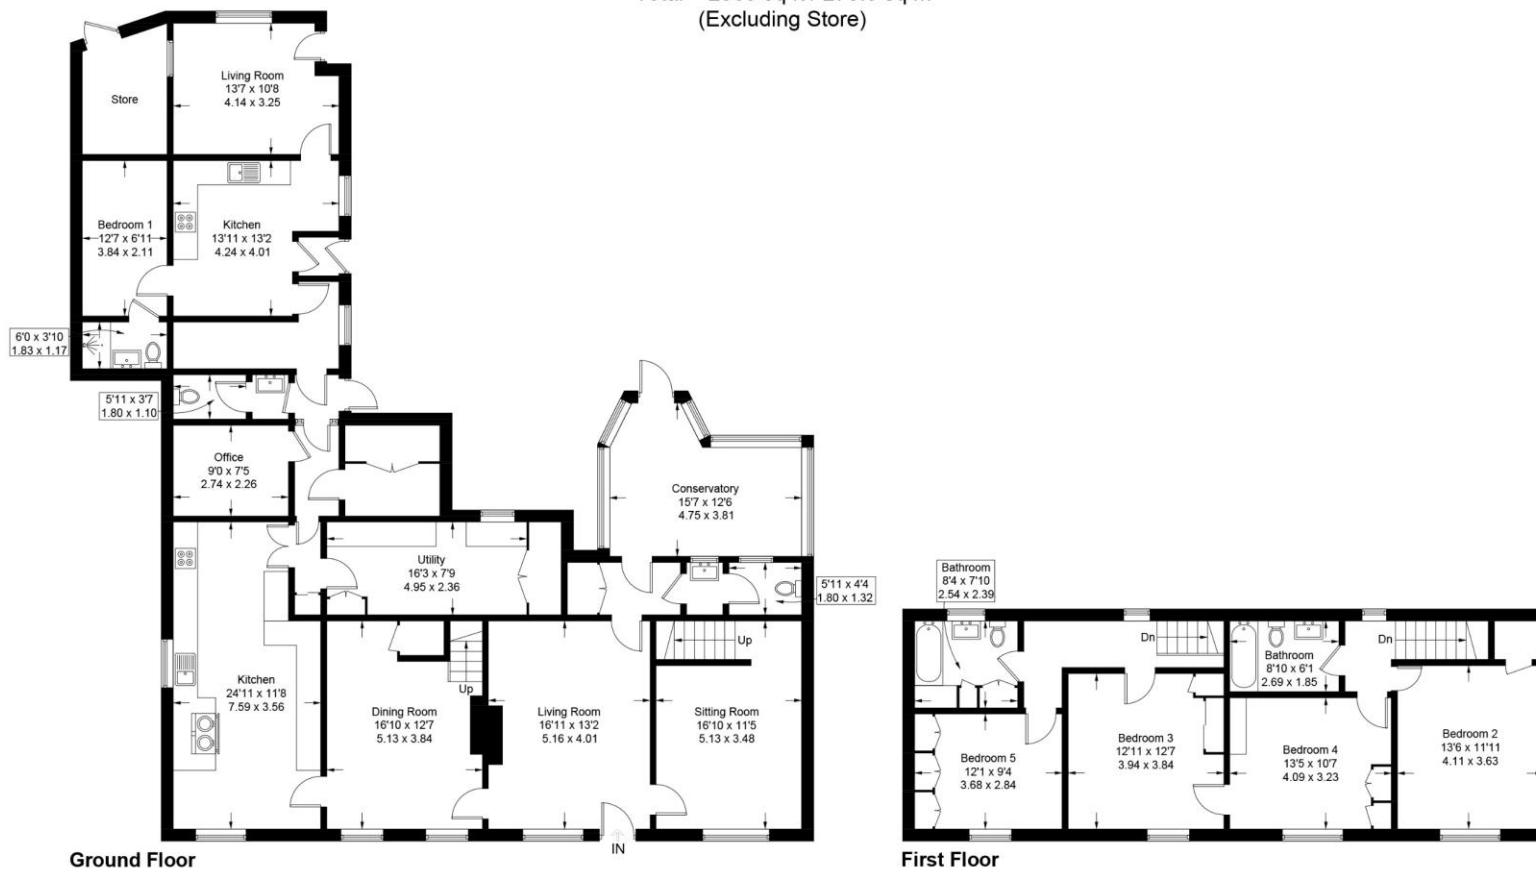 (Excluding Store)
Living Room
13'7 x 10'8
4.14 x 3.25
Store
Bedroom 1
12'7 x 6'11
3.84 x 2.11
Kitchen
13'11 x 13'2
4.24 x 4.01
6'0 x 3'10
1.83 x 1.17
5'11 x 3'7
1.80 x 1.10
Office
9'0 x 7'5
2.74 x 2.26
Conservatory
15'7 x 12'6
4.75 x 3.81
Utility
16'3 x 7'9
4.95 x 2.36
5'11 x 4'4
1.80 x 1.32
Up
Up
Kitchen
24'11 x 11'8
7.59 x 3.56
Dining Room
16'10 x 12'7
5.13 x 3.84
Living Room
16'11 x 13'2
5.16 x 4.01
Sitting Room
16'10 x 11'5
5.13 x 3.48
IN
Ground Floor
Bathroom
8'4 x 7'10
2.54 x 2.39
Dn
Bathroom
8'10 x 6'1
2.69 x 1.85
Dn
Bedroom 5
12'1 x 9'4
3.68 x 2.84
Bedroom 3
12'11 x 12'7
3.94 x 3.84
Bedroom 4
13'5 x 10'7
4.09 x 3.23
Bedroom 2
13'6 x 11'11
4.11 x 3.63
First Floor